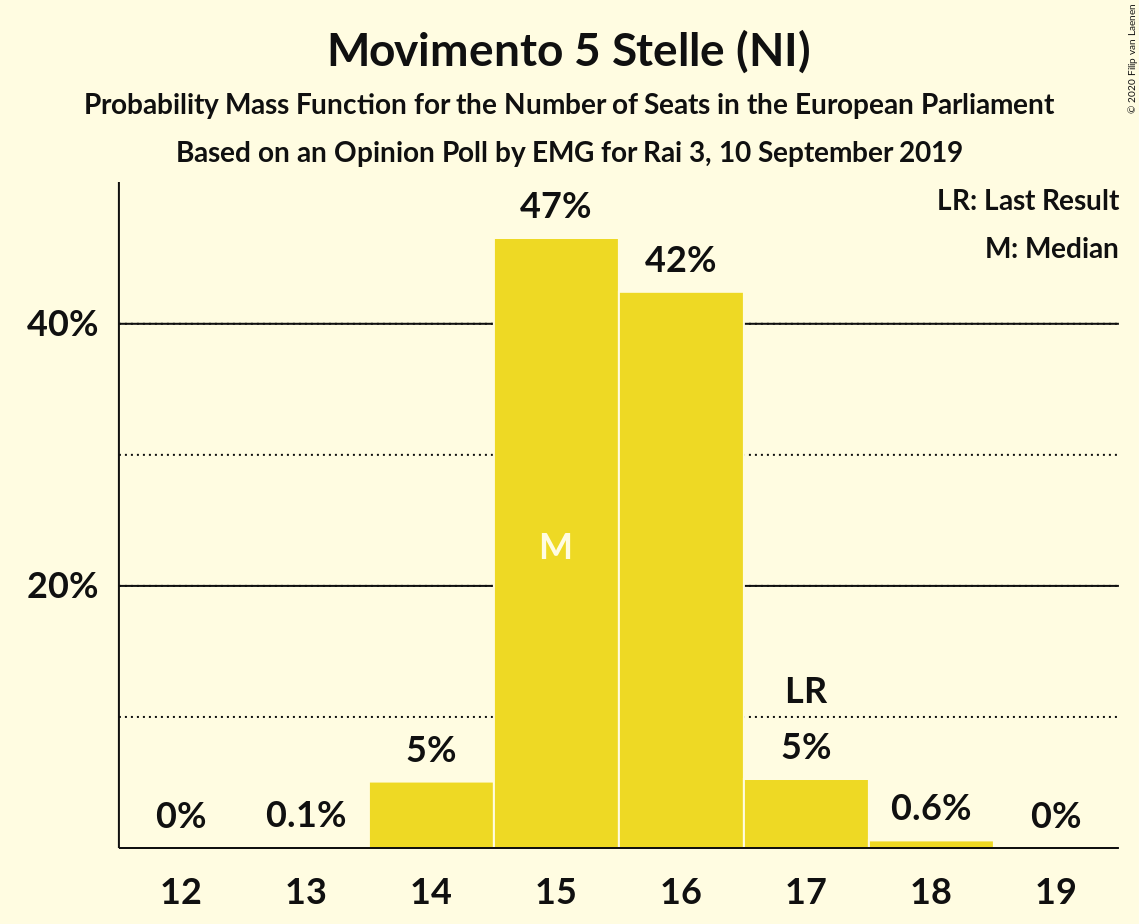 Movimento 5 Stelle (NI)
Probability Mass Function for the Number of Seats in the European Parliament
Based on an Opinion Poll by EMG for Rai 3, 10 September 2019
© 2020 Filip van Laenen
LR: Last Result
M: Median
47%
42%
40%
M
20%
LR
5%
5%
0%
0.1%
0.6%
0%
12
13
14
15
16
17
18
19